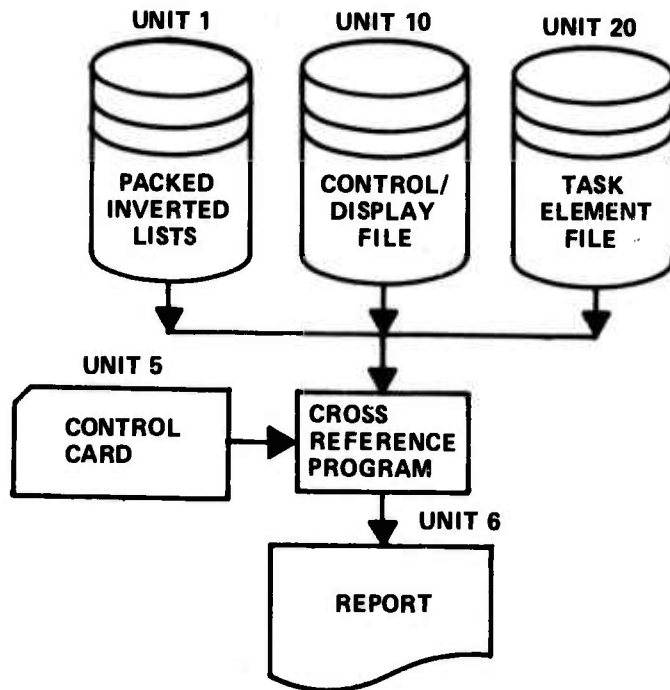 UNIT 1
UNIT 10
UNIT 20
PACKED
INVERTED
LISTS
CONTROL/
DISPLAY
FILE
TASK
ELEMENT
FILE
UNIT 5
CONTROL
CARD
CROSS
REFERENCE
PROGRAM
UNIT 6
REPORT